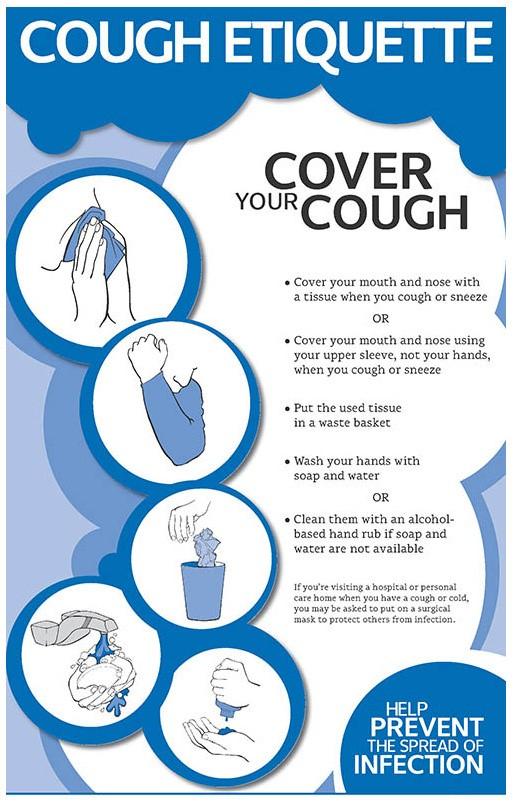 COUGH ETIQUETTE
COVER
YOUR COUGH
• Cover your mouth and nose with
a tissue when you cough or sneeze
OR
• Cover your mouth and nose using
your upper sleeve, not your hands,
when you cough or sneeze
• Put the used tissue
in a waste basket
• Wash your hands with
soap and water
OR
• Clean them with an alcohol-
based hand rub if soap and
water are not available
If you're visiting a hospital or personal
care home when you have a cough or cold,
you may be asked to put on a surgical
mask to protect others from infection.
HELP
PREVENT
THE SPREAD OF
INFECTION